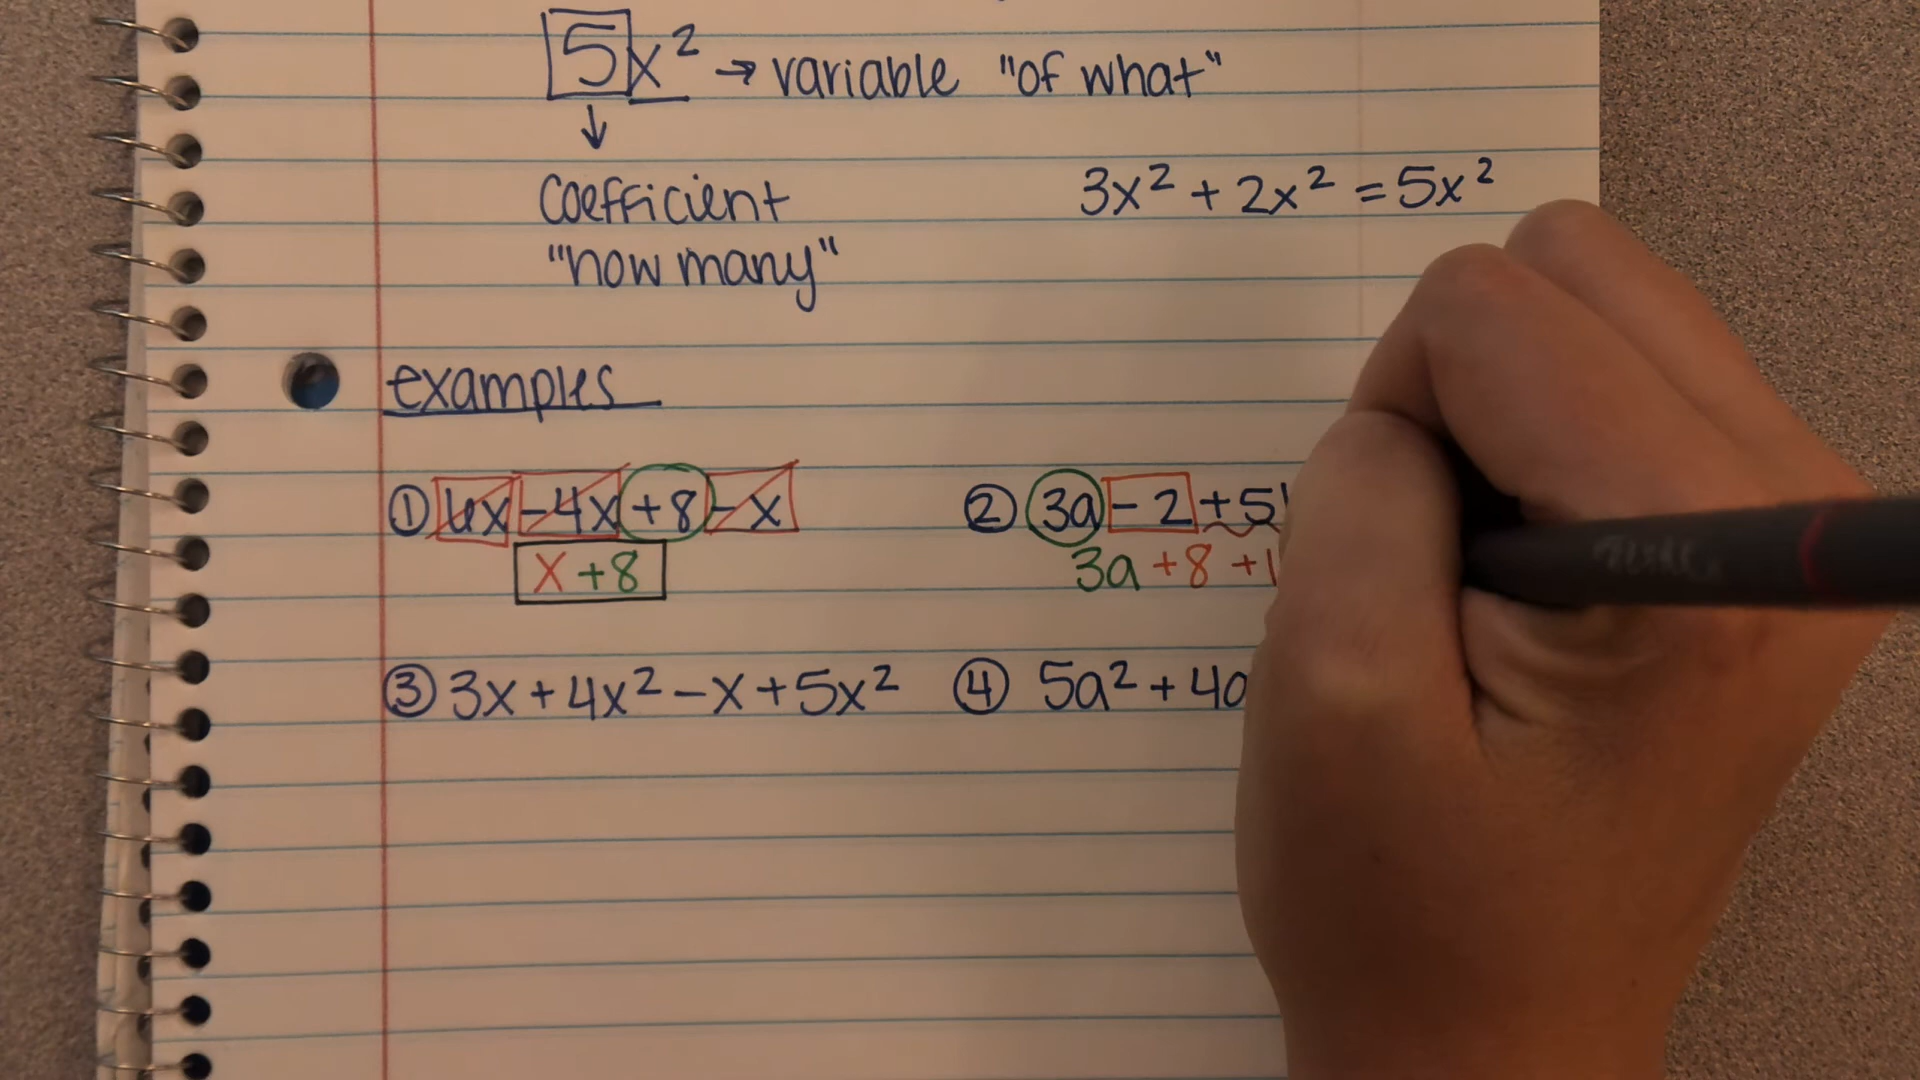 5x² → variable "of what"
↓
Coefficient
"how many"
3x² + 2x² = 5x²
examples
① 6x - 4x + 8 - x
x + 8
② 3a - 2 + 5
3a + 8 + 1
③ 3x + 4x² - x + 5x²
④ 5a² + 4a